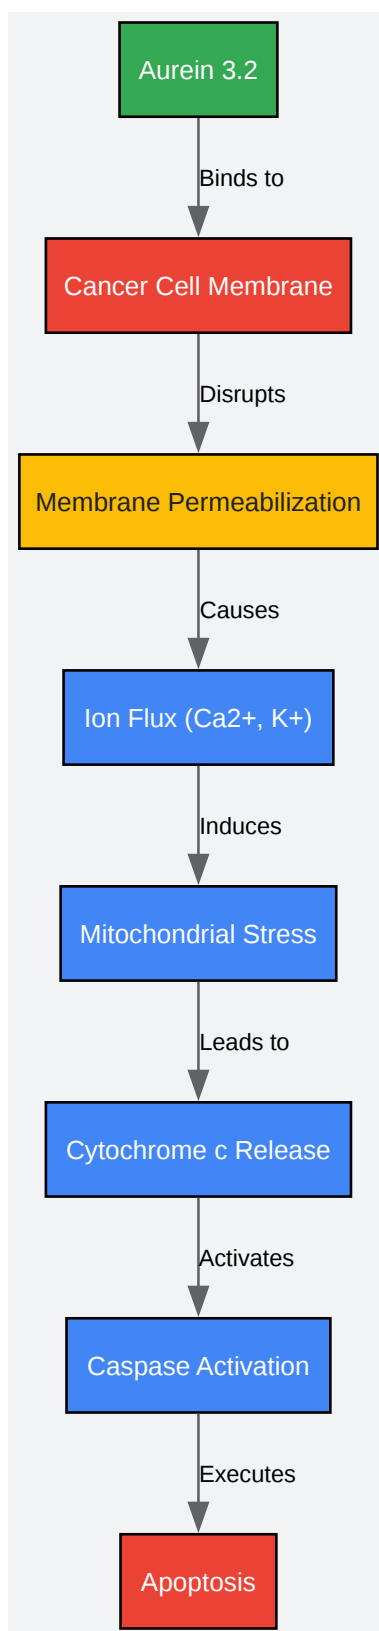 Aurein 3.2
Binds to
Cancer Cell Membrane
Disrupts
Membrane Permeabilization
Causes
Ion Flux (Ca2+, K+)
Induces
Mitochondrial Stress
Leads to
Cytochrome c Release
Activates
Caspase Activation
Executes
Apoptosis